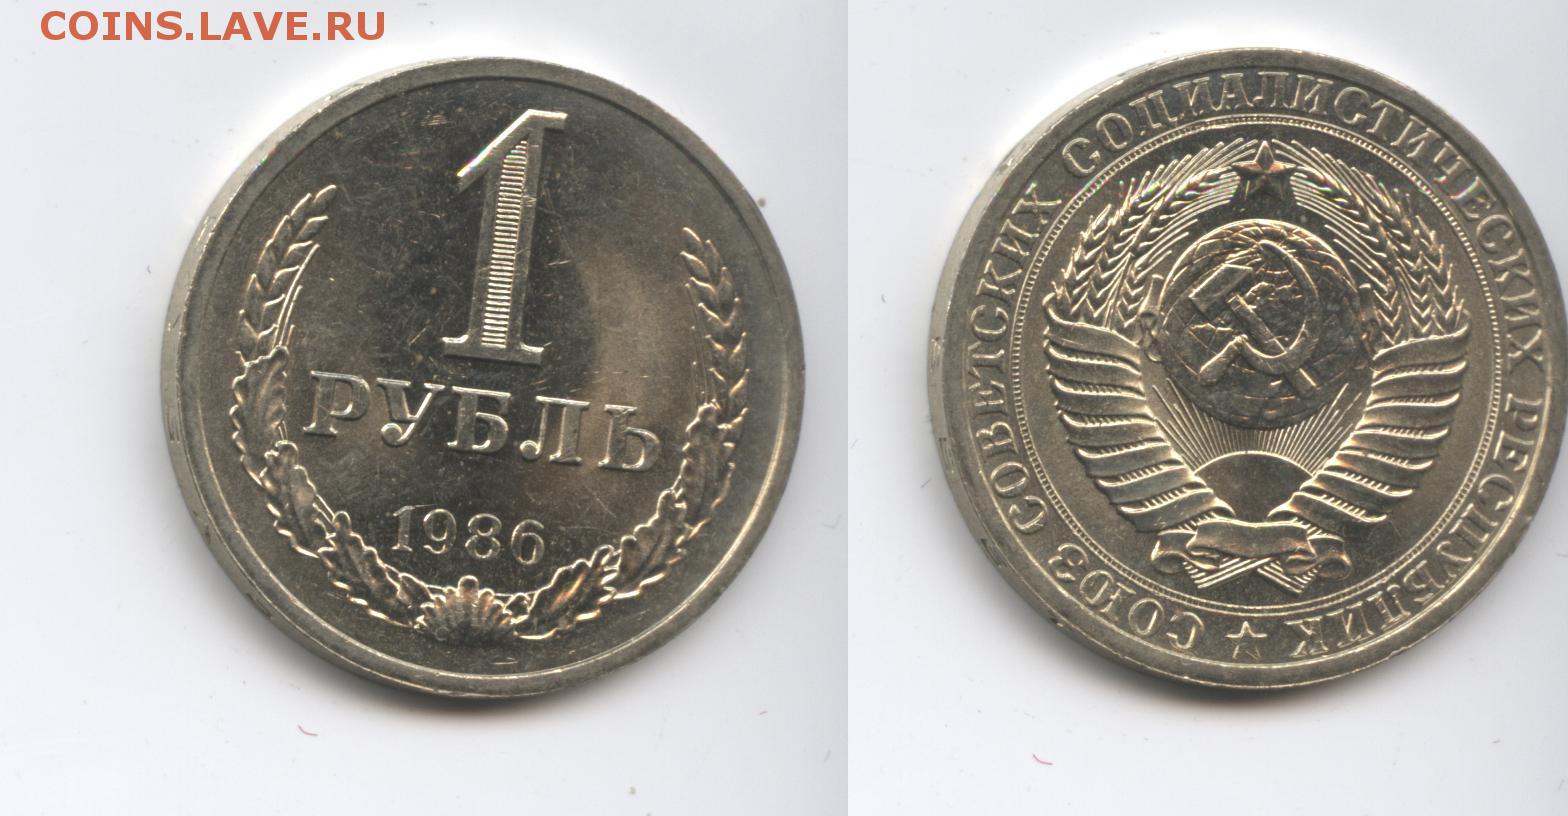 COINS.LAVE.RU
1
РУБЛЬ
1986
СОЮЗ СОВЕТСКИХ СОЦИАЛИСТИЧЕСКИХ РЕСПУБЛИК